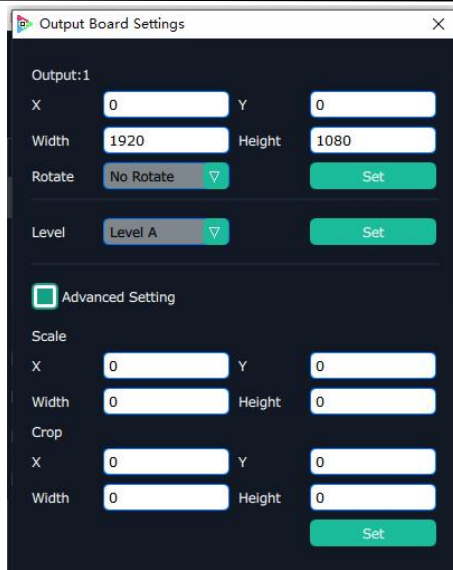 Output Board Settings
Output:1
X 0 Y 0
Width 1920 Height 1080
Rotate No Rotate Set
Level Level A Set
Advanced Setting
Scale
X 0 Y 0
Width 0 Height 0
Crop
X 0 Y 0
Width 0 Height 0
Set